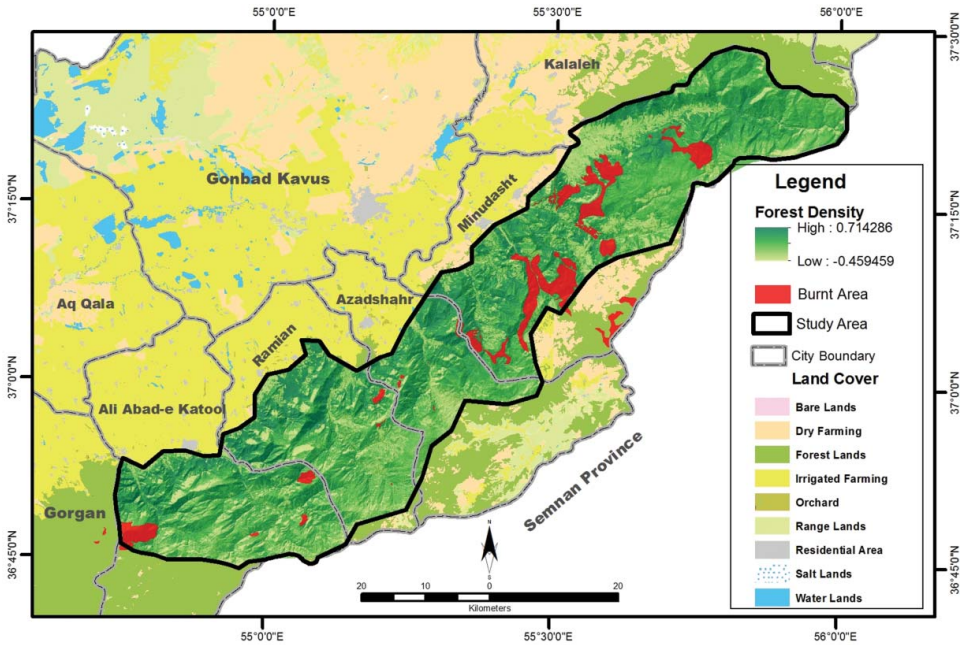 55°0'0"E
55°30'0"E
56°0'0"E
37°30'0"N
37°15'0"N
37°0'0"N
36°45'0"N
37°15'0"N
37°0'0"N
36°45'0"N
Kalaleh
Gonbad Kavus
Minudasht
Aq Qala
Azadshahr
Ramian
Ali Abad-e Katool
Gorgan
Semnan Province
Legend
Forest Density
High : 0.714286
Low : -0.459459
Burnt Area
Study Area
City Boundary
Land Cover
Bare Lands
Dry Farming
Forest Lands
Irrigated Farming
Orchard
Range Lands
Residential Area
Salt Lands
Water Lands
N
20 10 0 20
Kilometers
55°0'0"E
55°30'0"E
56°0'0"E